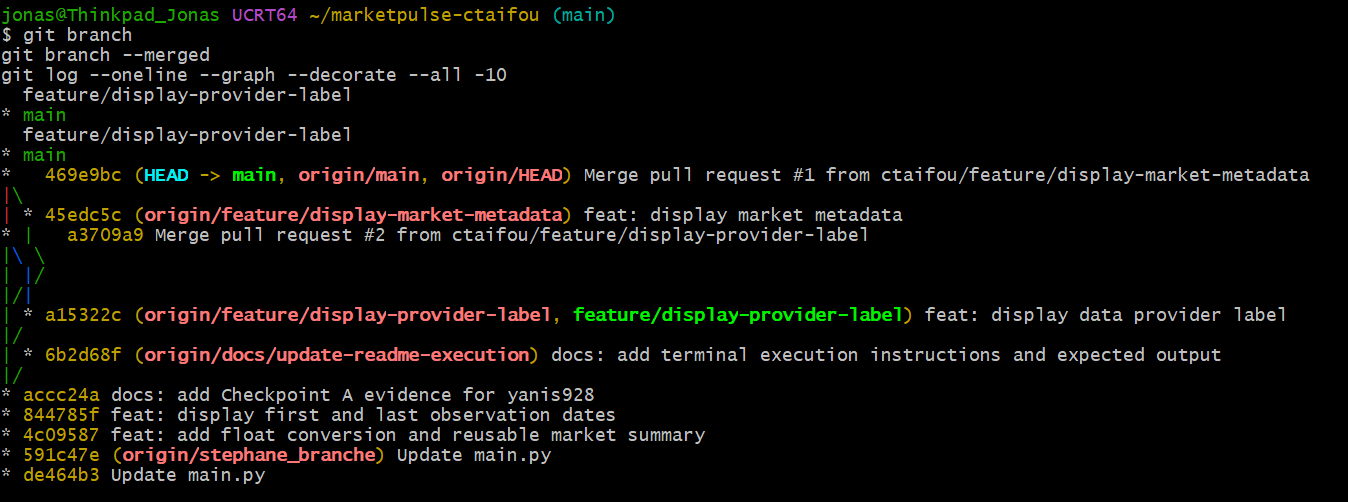 jonas@Thinkpad_Jonas UCRT64 ~/marketpulse-ctaifou (main)
$ git branch
git branch --merged
git log --oneline --graph --decorate --all -10
  feature/display-provider-label
* main
  feature/display-provider-label
* main
*   469e9bc (HEAD -> main, origin/main, origin/HEAD) Merge pull request #1 from ctaifou/feature/display-market-metadata
|\
| * 45edc5c (origin/feature/display-market-metadata) feat: display market metadata
* |   a3709a9 Merge pull request #2 from ctaifou/feature/display-provider-label
|\ \
| |/
|/|
| * a15322c (origin/feature/display-provider-label, feature/display-provider-label) feat: display data provider label
|/
| * 6b2d68f (origin/docs/update-readme-execution) docs: add terminal execution instructions and expected output
|/
* accc24a docs: add Checkpoint A evidence for yanis928
* 844785f feat: display first and last observation dates
* 4c09587 feat: add float conversion and reusable market summary
* 591c47e (origin/stephane_branche) Update main.py
* de464b3 Update main.py